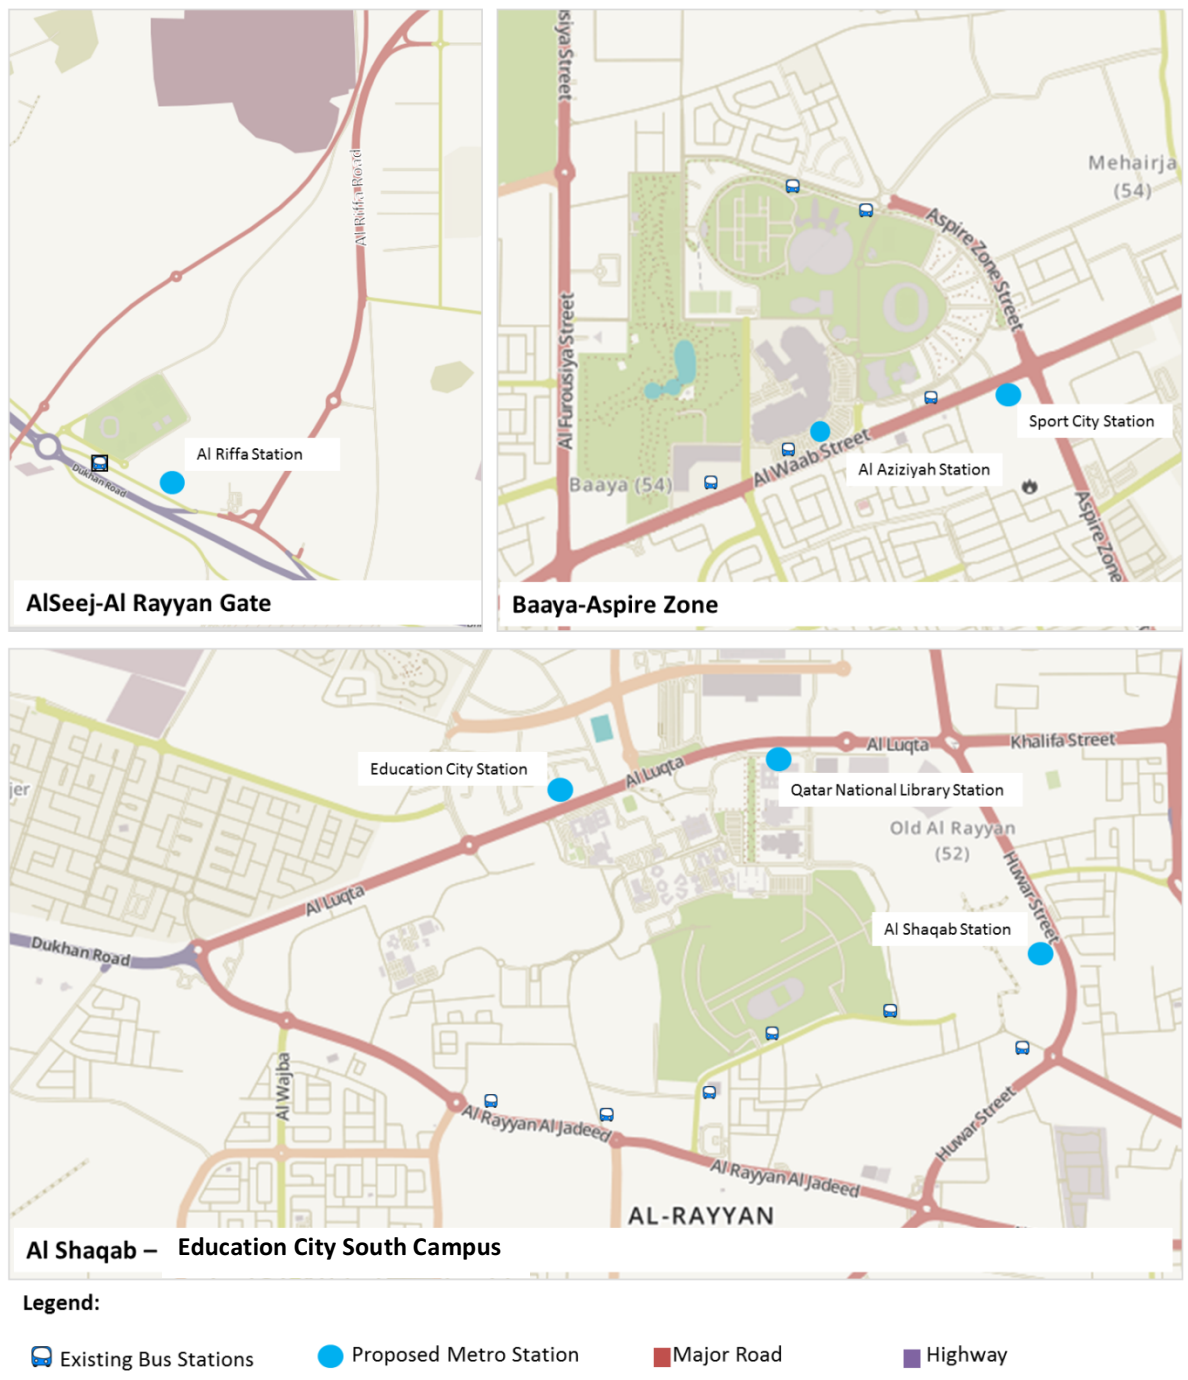 Al Riffa Road
Al Riffa Station
Dukhan Road
AlSeej-Al Rayyan Gate
siya Street
Mehairja
(54)
Aspire Zone Street
Al Furousiya Street
Sport City Station
Al Waab Street
Al Aziziyah Station
Baaya (54)
Aspire Zone
Baaya-Aspire Zone
Khalifa Street
Al Luqta
Education City Station
Al Luqta
Qatar National Library Station
jer
Old Al Rayyan
(52)
Huwar Street
Al Luqta
Al Shaqab Station
Dukhan Road
Al Wajba
Al Rayyan Al Jadeed
Huwar Street
Al Rayyan Al Jadeed
AL-RAYYAN
Al Shaqab – Education City South Campus
Legend:
Existing Bus Stations
Proposed Metro Station
Major Road
Highway